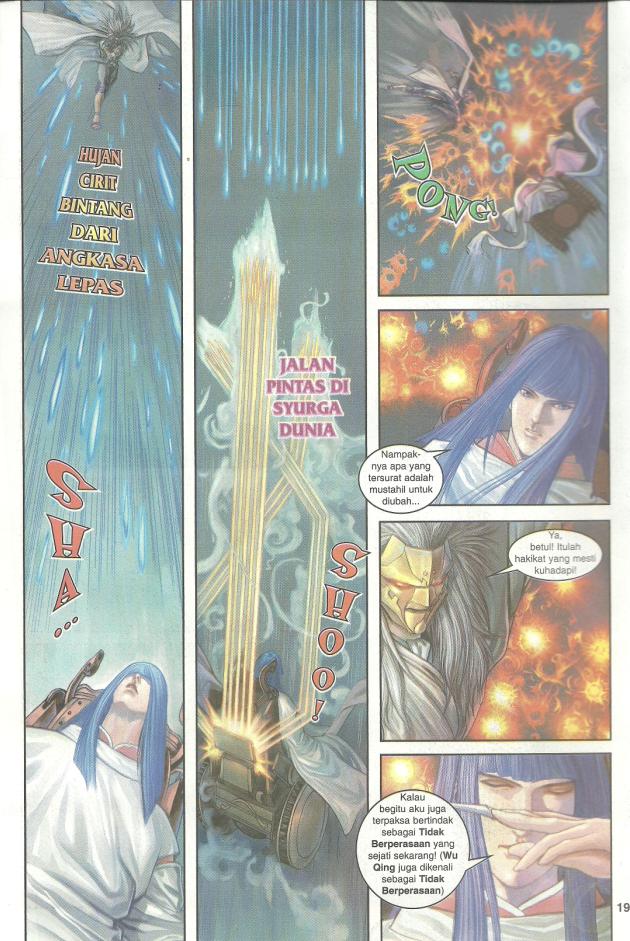 HUJAN
CIRIT
BINTANG
DARI
ANGKASA
LEPAS
SHA...
JALAN
PINTAS DI
SYURGA
DUNIA
SHOO!
PONG!
Nampak-
nya apa yang
tersurat adalah
mustahil untuk
diubah...
Ya,
betul! Itulah
hakikat yang mesti
kuhadapi!
Kalau
begitu aku juga
terpaksa bertindak
sebagai Tidak
Berperasaan yang
sejati sekarang! (Wu
Qing juga dikenali
sebagai Tidak
Berperasaan)
19